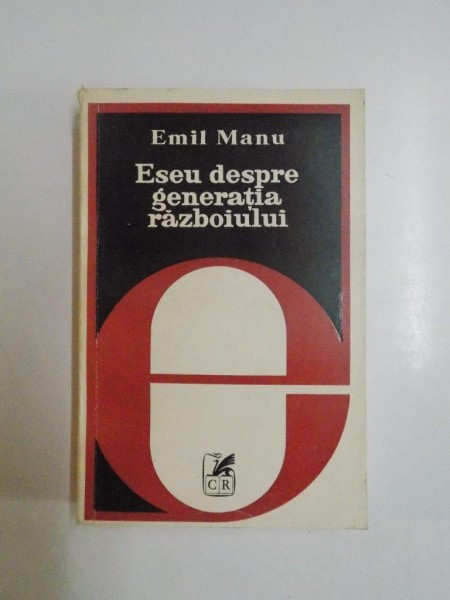 Emil Manu
Eseu despre
generația
războiului
e
CR